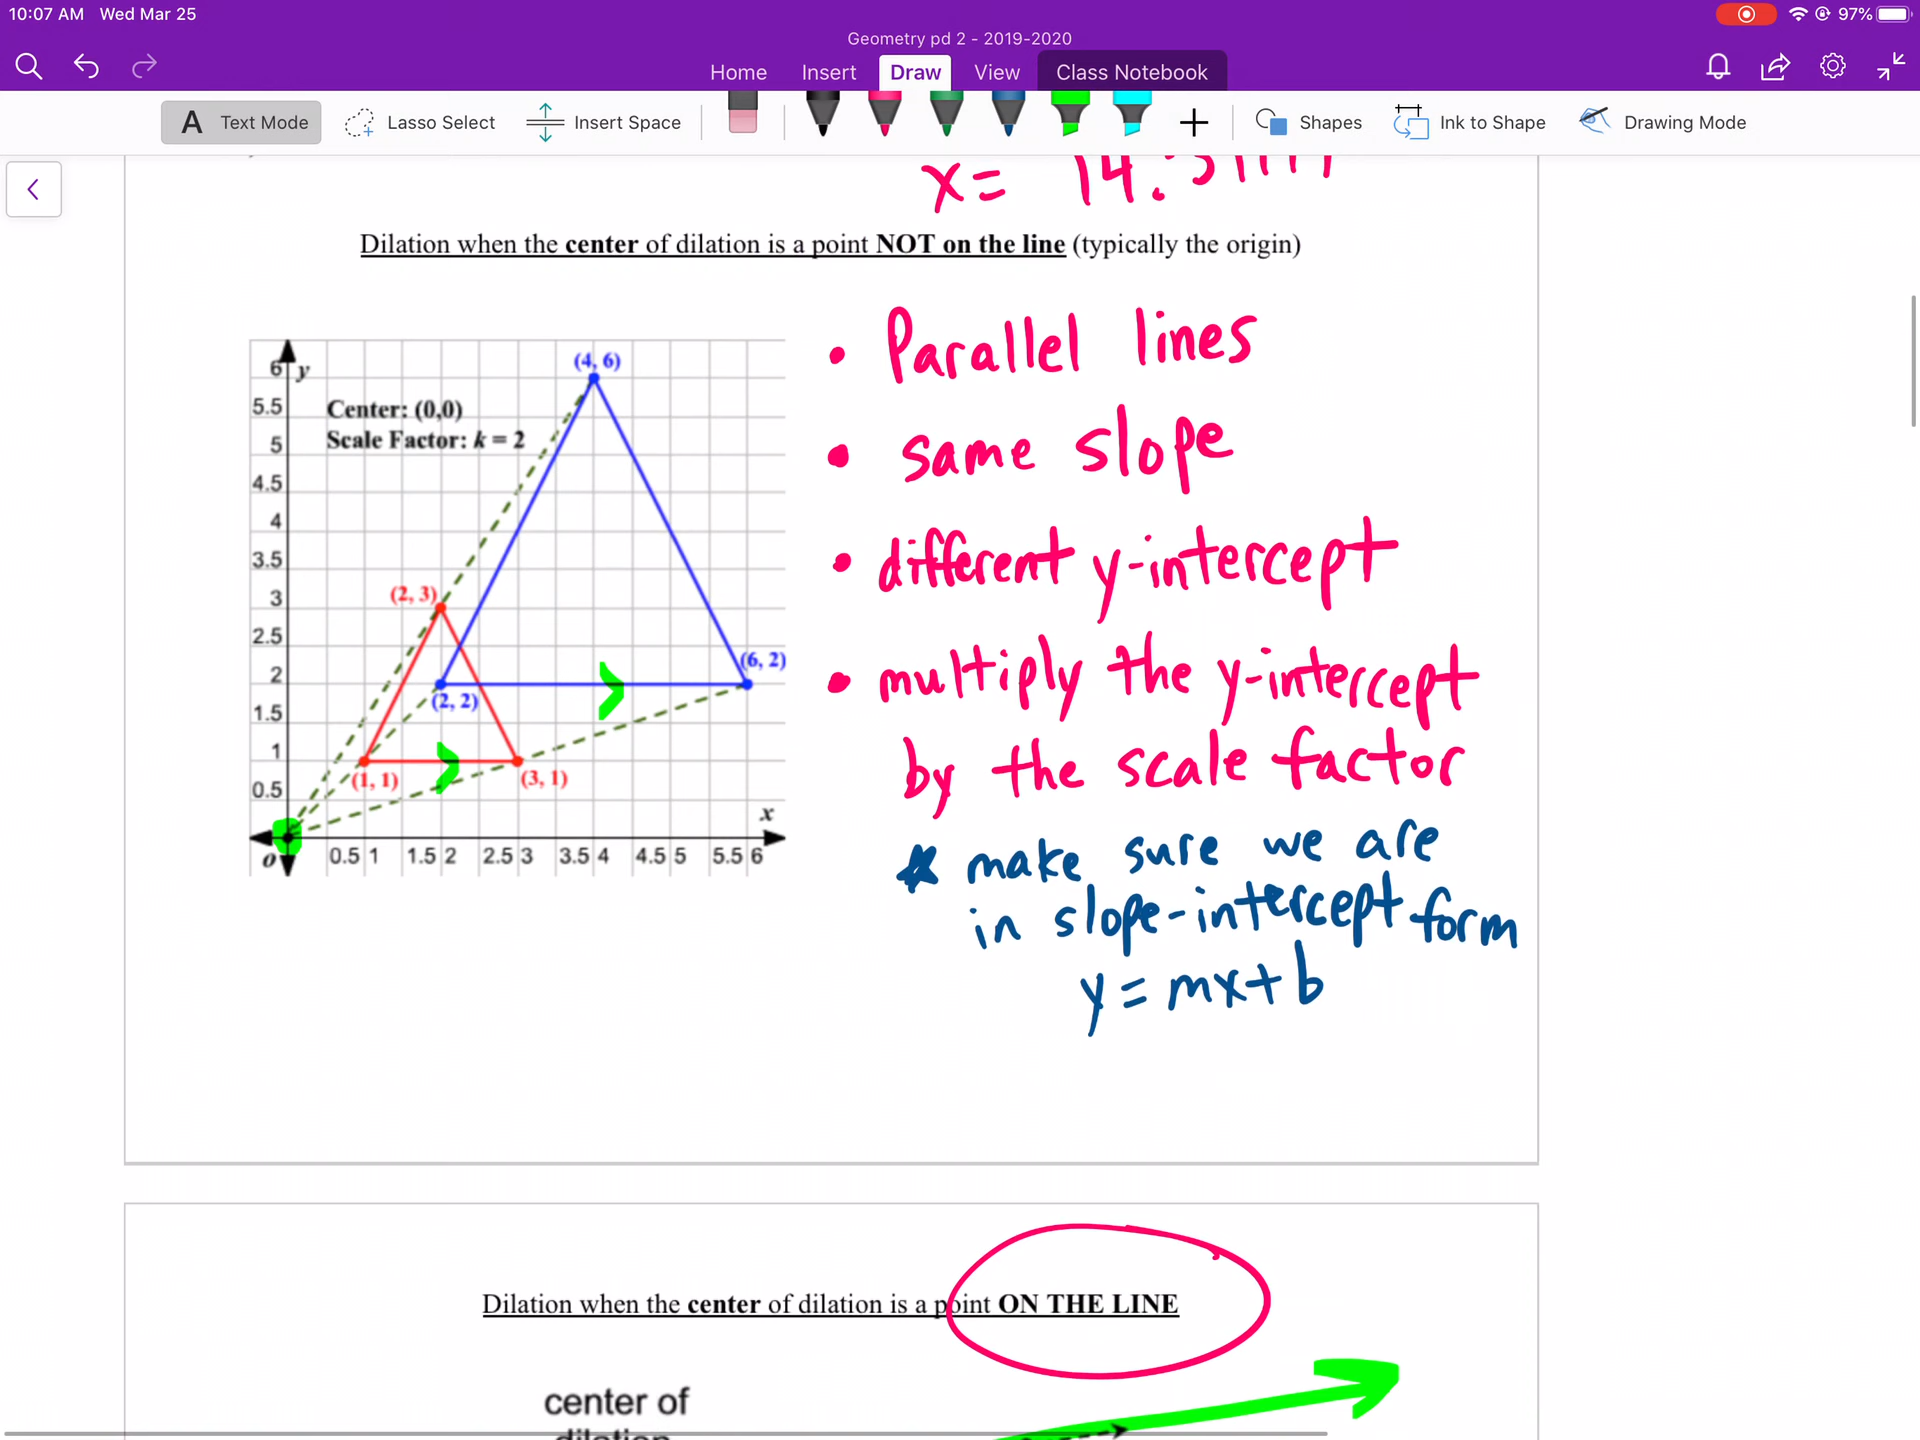 10:07 AM Wed Mar 25
97%
Geometry pd 2 - 2019-2020
Home Insert Draw View Class Notebook
A Text Mode Lasso Select Insert Space Shapes Ink to Shape Drawing Mode
x =
Dilation when the center of dilation is a point NOT on the line (typically the origin)
• Parallel lines
• same slope
• different y-intercept
• multiply the y-intercept
by the scale factor
* make sure we are
in slope-intercept form
y = mx + b
y
6
5.5
5
4.5
4
3.5
3
2.5
2
1.5
1
0.5
Center: (0,0)
Scale Factor: k = 2
(4, 6)
(2, 3)
(6, 2)
(2, 2)
(1, 1)
(3, 1)
x
o 0.5 1 1.5 2 2.5 3 3.5 4 4.5 5 5.5 6
Dilation when the center of dilation is a point ON THE LINE
center of
dilation